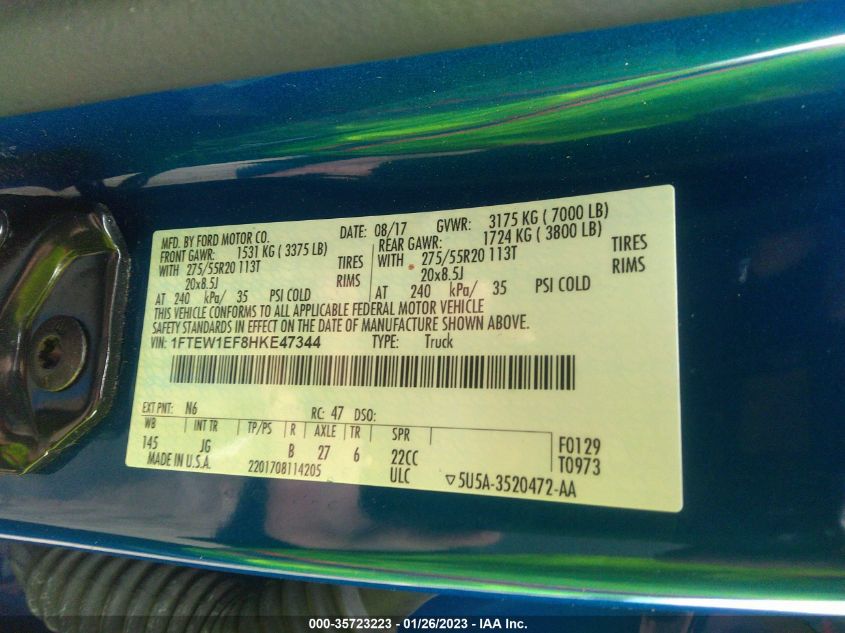 MFD. BY FORD MOTOR CO. DATE: 08/17 GVWR: 3175 KG ( 7000 LB)
FRONT GAWR: 1531 KG ( 3375 LB) REAR GAWR: 1724 KG ( 3800 LB)
WITH 275/55R20 113T TIRES WITH 275/55R20 113T TIRES
20x8.5J RIMS 20x8.5J RIMS
AT 240 kPa/ 35 PSI COLD AT 240 kPa/ 35 PSI COLD
THIS VEHICLE CONFORMS TO ALL APPLICABLE FEDERAL MOTOR VEHICLE
SAFETY STANDARDS IN EFFECT ON THE DATE OF MANUFACTURE SHOWN ABOVE.
VIN: 1FTEW1EF8HKE47344 TYPE: Truck
EXT PNT: N6 RC: 47 DSO:
WB INT TR TP/PS R AXLE TR SPR
145 JG B 27 6 22CC F0129
MADE IN U.S.A. 2201708114205 ULC T0973
▽5U5A-3520472-AA
000-35723223 - 01/26/2023 - IAA Inc.